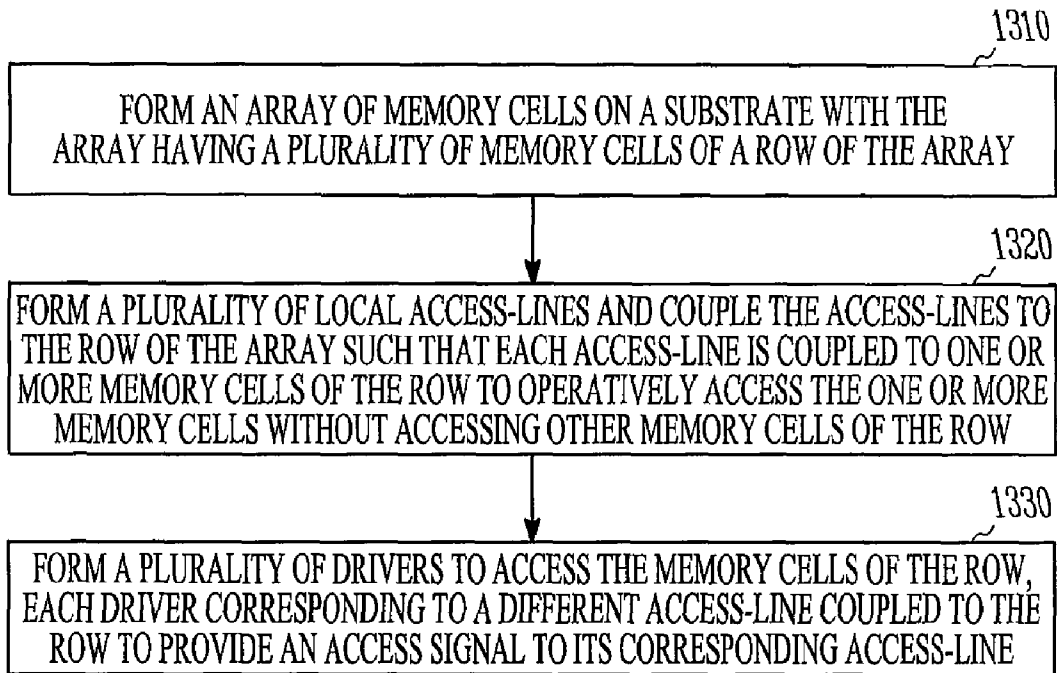 1310
FORM AN ARRAY OF MEMORY CELLS ON A SUBSTRATE WITH THE
ARRAY HAVING A PLURALITY OF MEMORY CELLS OF A ROW OF THE ARRAY
1320
FORM A PLURALITY OF LOCAL ACCESS-LINES AND COUPLE THE ACCESS-LINES TO
THE ROW OF THE ARRAY SUCH THAT EACH ACCESS-LINE IS COUPLED TO ONE OR
MORE MEMORY CELLS OF THE ROW TO OPERATIVELY ACCESS THE ONE OR MORE
MEMORY CELLS WITHOUT ACCESSING OTHER MEMORY CELLS OF THE ROW
1330
FORM A PLURALITY OF DRIVERS TO ACCESS THE MEMORY CELLS OF THE ROW,
EACH DRIVER CORRESPONDING TO A DIFFERENT ACCESS-LINE COUPLED TO THE
ROW TO PROVIDE AN ACCESS SIGNAL TO ITS CORRESPONDING ACCESS-LINE